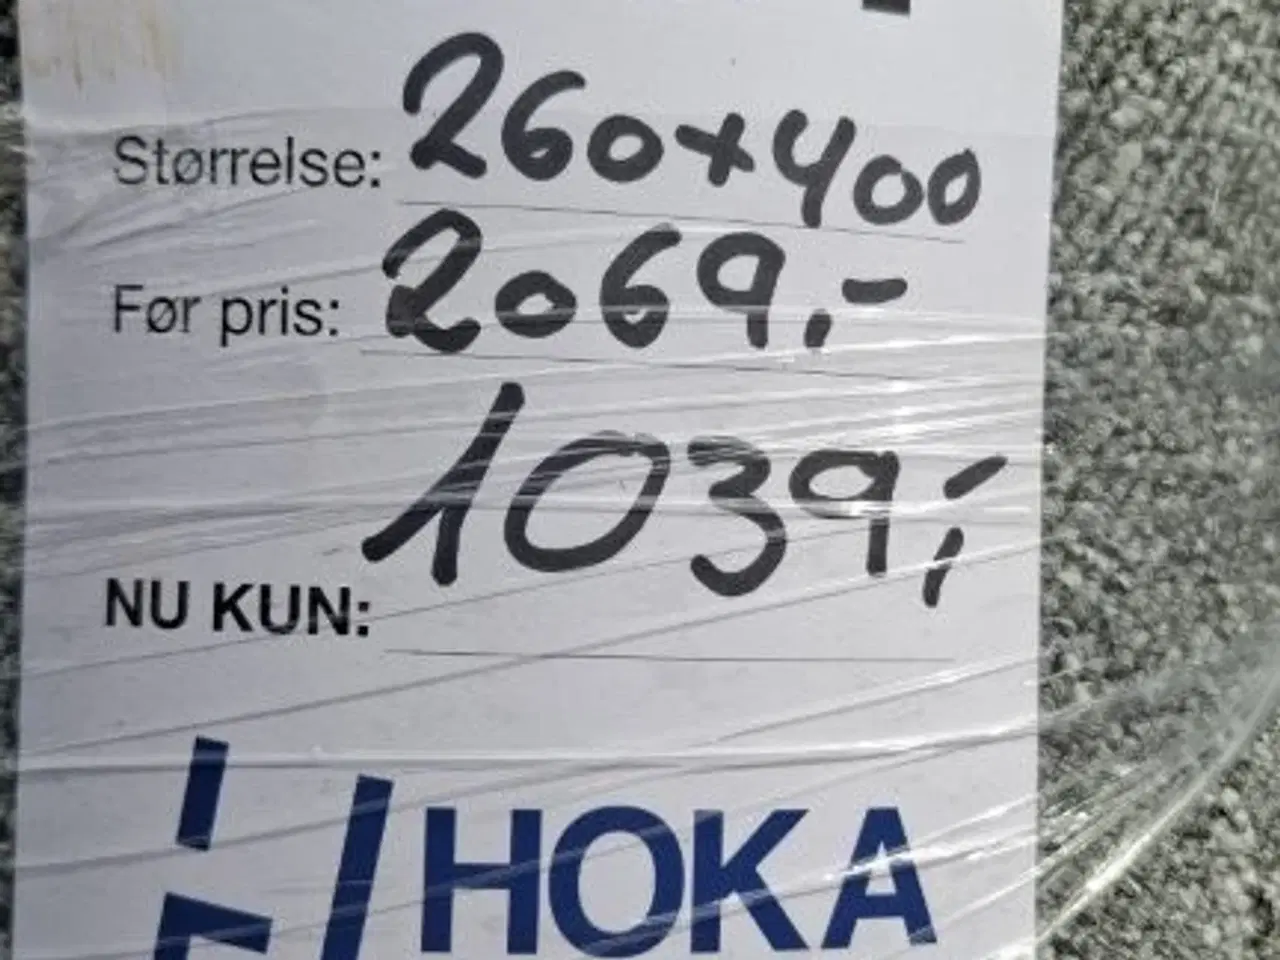 Størrelse: 260x400
Før pris: 2069,-
NU KUN: 1039,-
HOKA